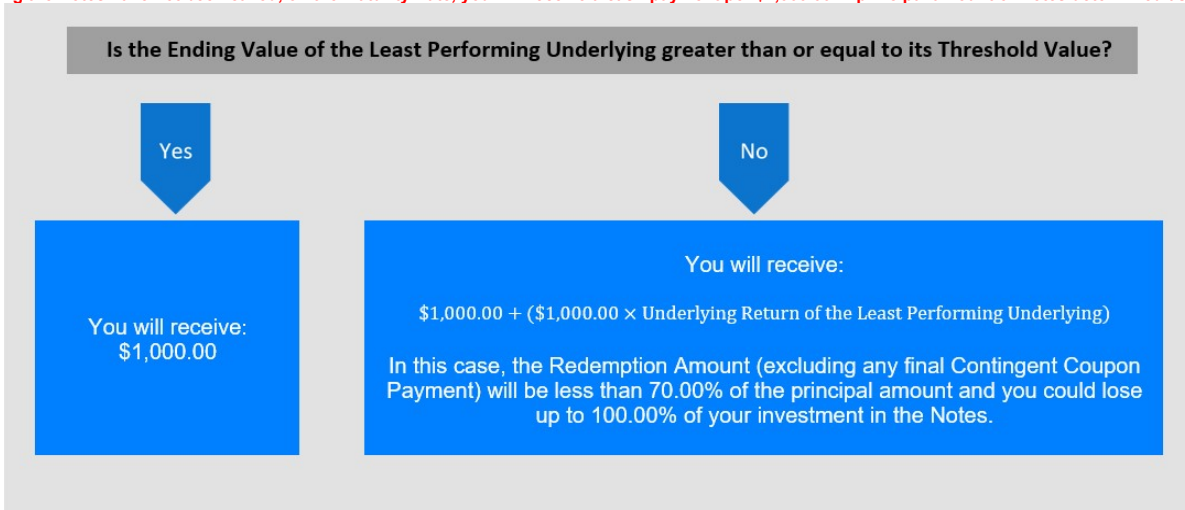 Is the Ending Value of the Least Performing Underlying greater than or equal to its Threshold Value?
Yes
No
You will receive:
$1,000.00
You will receive:
$1,000.00 + ($1,000.00 × Underlying Return of the Least Performing Underlying)
In this case, the Redemption Amount (excluding any final Contingent Coupon
Payment) will be less than 70.00% of the principal amount and you could lose
up to 100.00% of your investment in the Notes.